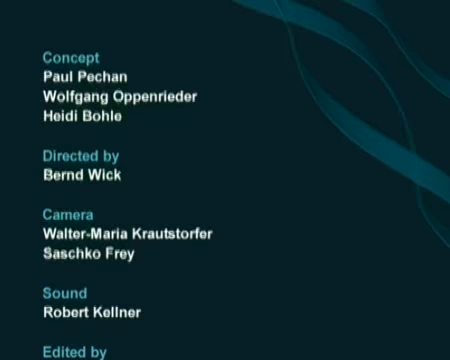 Concept
Paul Pechan
Wolfgang Oppenrieder
Heidi Bohle
Directed by
Bernd Wick
Camera
Walter-Maria Krautstorfer
Saschko Frey
Sound
Robert Kellner
Edited by